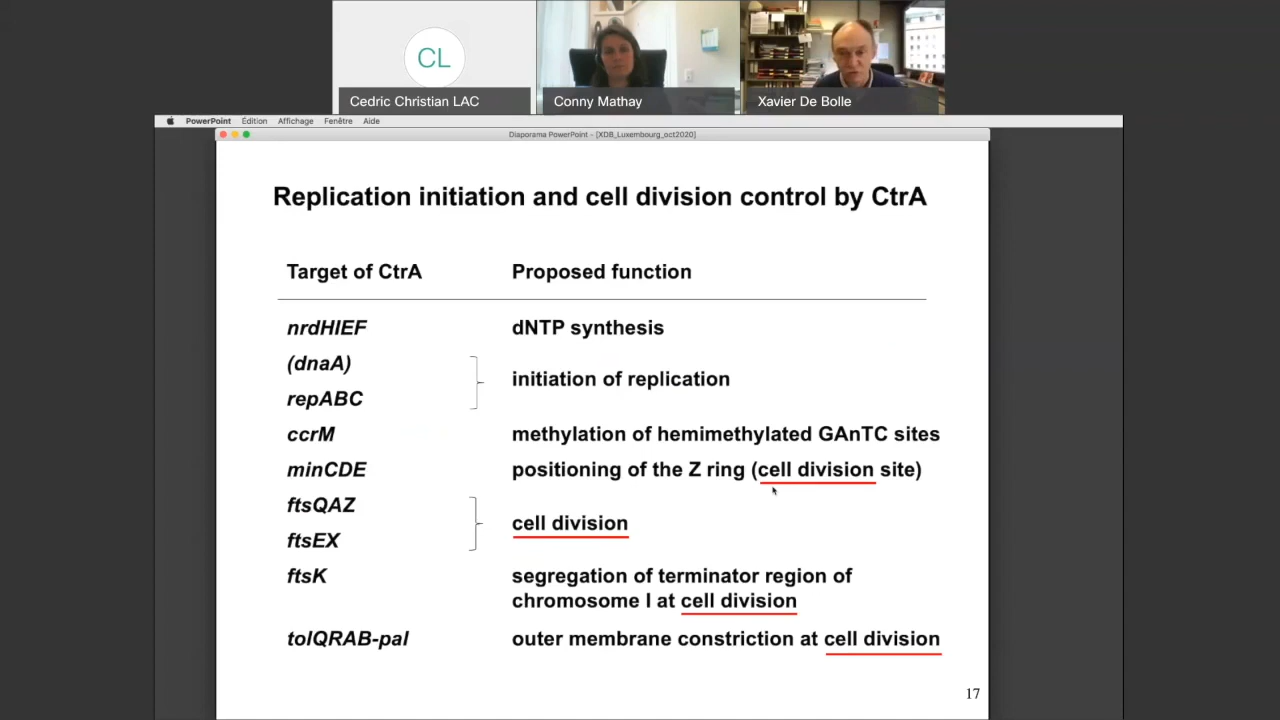 CL
Cedric Christian LAC
Conny Mathay
Xavier De Bolle
PowerPoint Édition Affichage Fenêtre Aide
Diaporama PowerPoint - [XDB_Luxembourg_oct2020]
Replication initiation and cell division control by CtrA
Target of CtrA Proposed function
nrdHIEF dNTP synthesis
(dnaA)
initiation of replication
repABC
ccrM methylation of hemimethylated GAnTC sites
minCDE positioning of the Z ring (cell division site)
ftsQAZ
cell division
ftsEX
ftsK segregation of terminator region of
chromosome I at cell division
tolQRAB-pal outer membrane constriction at cell division
17